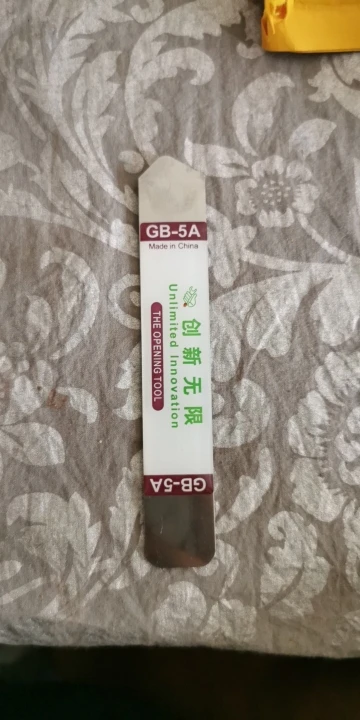 GB-5A
Made in China
创新无限
Unlimited Innovation
THE OPENING TOOL
GB-5A